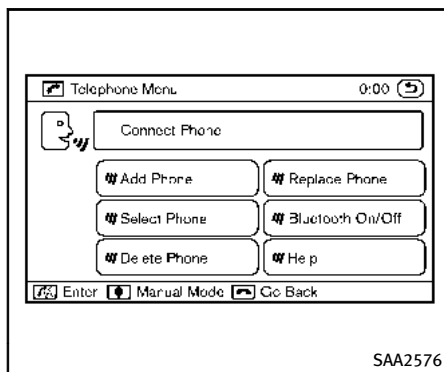 Telephone Menu 0:00
Connect Phone
Add Phone Replace Phone
Select Phone Bluetooth On/Off
Delete Phone Help
Enter Manual Mode Go Back
SAA2576